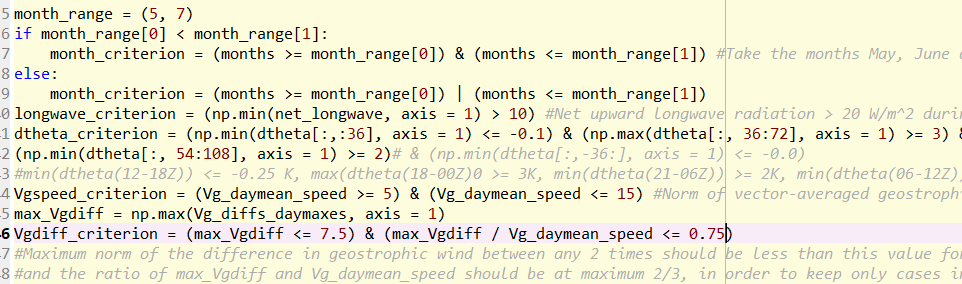 5 month_range = (5, 7)
6 if month_range[0] < month_range[1]:
7     month_criterion = (months >= month_range[0]) & (months <= month_range[1]) #Take the months May, June
8 else:
9     month_criterion = (months >= month_range[0]) | (months <= month_range[1])
0 longwave_criterion = (np.min(net_longwave, axis = 1) > 10) #Net upward longwave radiation > 20 W/m^2 duri
1 dtheta_criterion = (np.min(dtheta[:,:36], axis = 1) <= -0.1) & (np.max(dtheta[:, 36:72], axis = 1) >= 3) &
2 (np.min(dtheta[:, 54:108], axis = 1) >= 2)# & (np.min(dtheta[:,-36:], axis = 1) <= -0.0)
3 #min(dtheta(12-18Z)) <= -0.25 K, max(dtheta(18-00Z)0 >= 3K, min(dtheta(21-06Z)) >= 2K, min(dtheta(06-12Z))
4 Vgspeed_criterion = (Vg_daymean_speed >= 5) & (Vg_daymean_speed <= 15) #Norm of vector-averaged geostroph
5 max_Vgdiff = np.max(Vg_diffs_daymaxes, axis = 1)
6 Vgdiff_criterion = (max_Vgdiff <= 7.5) & (max_Vgdiff / Vg_daymean_speed <= 0.75)
7 #Maximum norm of the difference in geostrophic wind between any 2 times should be less than this value fo
8 #and the ratio of max_Vgdiff and Vg_daymean_speed should be at maximum 2/3, in order to keep only cases i